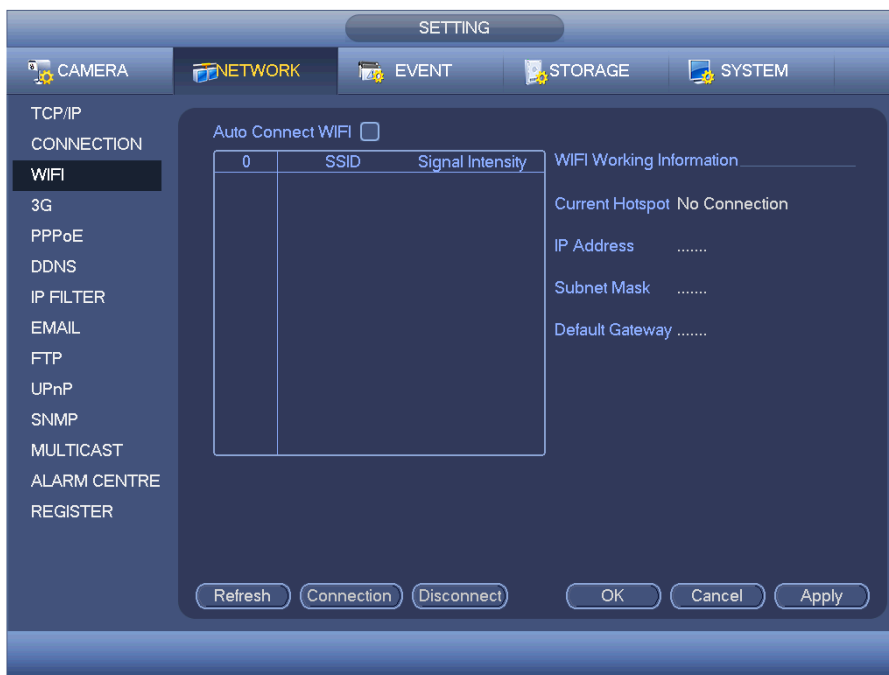 SETTING
CAMERA NETWORK EVENT STORAGE SYSTEM
TCP/IP
CONNECTION
WIFI
3G
PPPoE
DDNS
IP FILTER
EMAIL
FTP
UPnP
SNMP
MULTICAST
ALARM CENTRE
REGISTER
Auto Connect WIFI
0 SSID Signal Intensity
WIFI Working Information
Current Hotspot No Connection
IP Address .......
Subnet Mask .......
Default Gateway .......
Refresh Connection Disconnect OK Cancel Apply